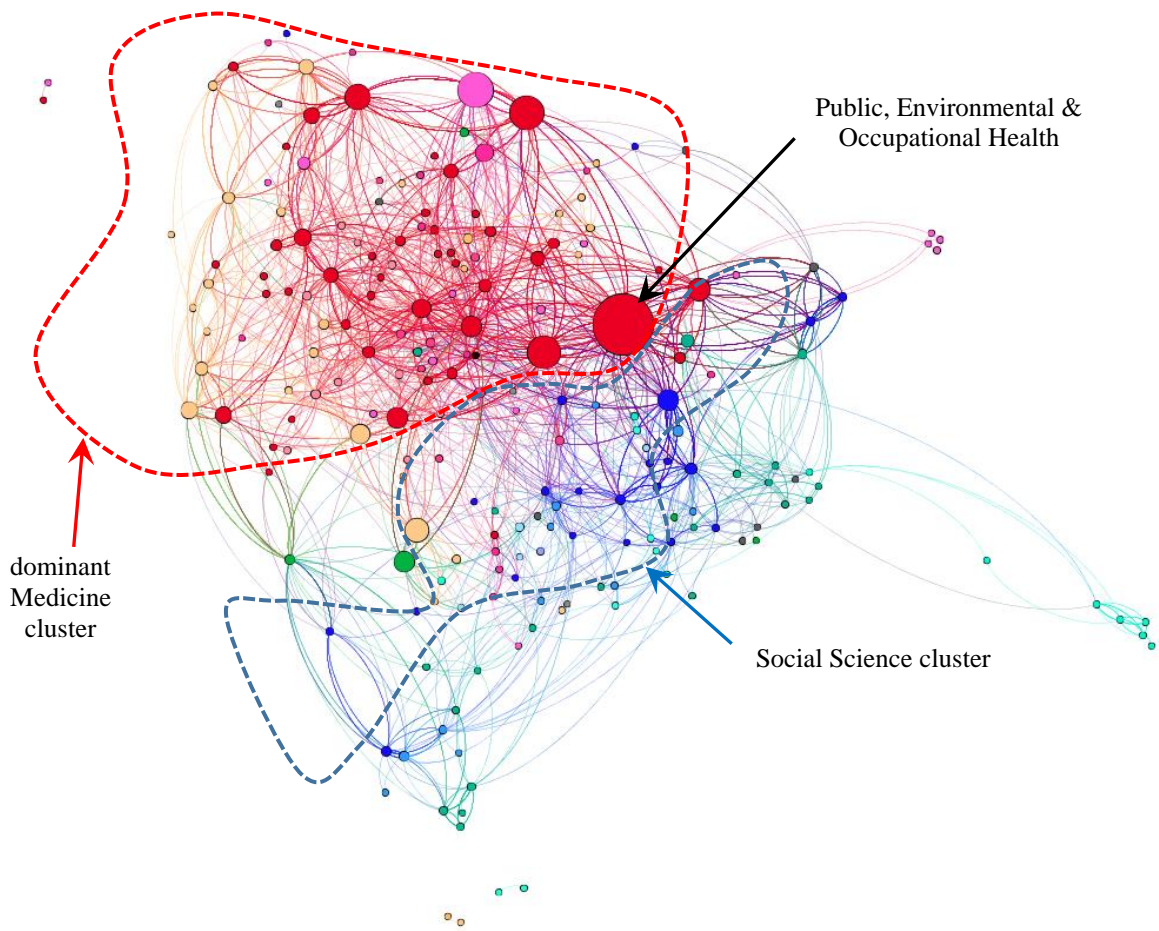 Public, Environmental &
Occupational Health
dominant
Medicine
cluster
Social Science cluster